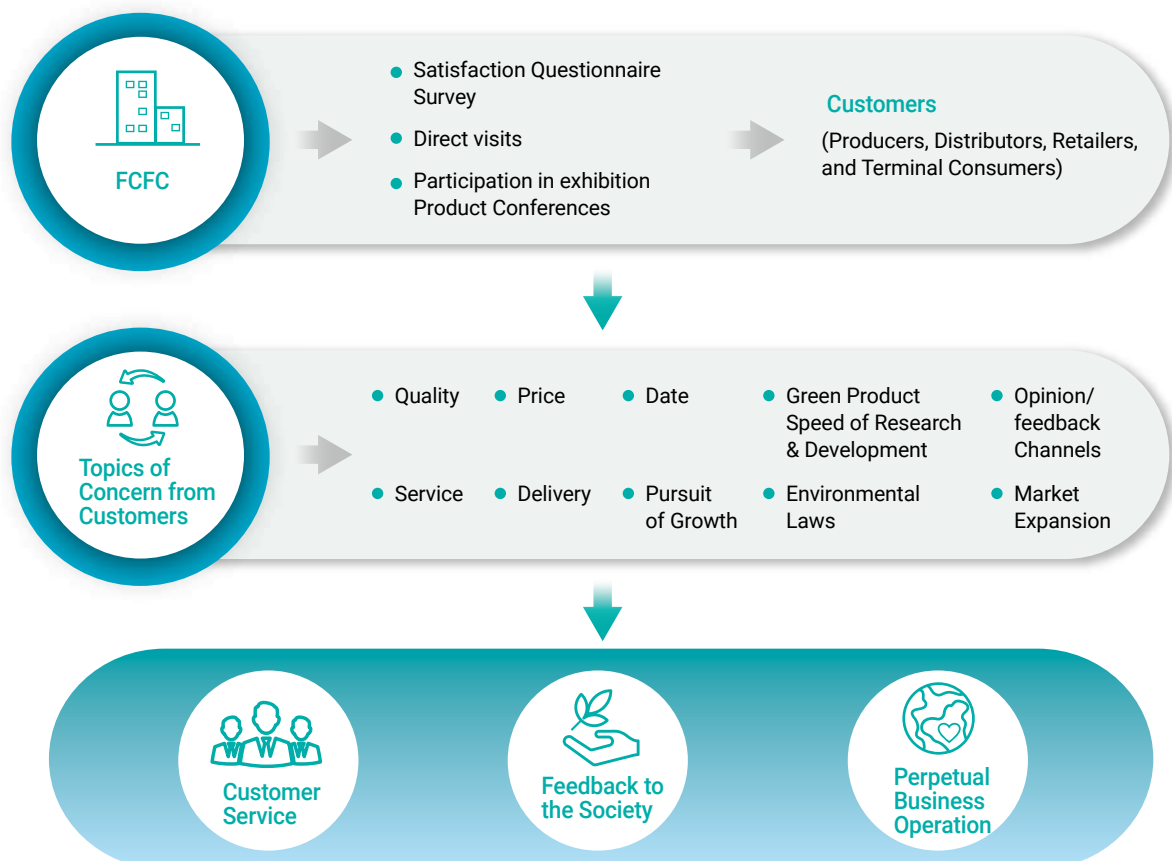 FCFC
Satisfaction Questionnaire
Survey
Direct visits
Participation in exhibition
Product Conferences
Customers
(Producers, Distributors, Retailers,
and Terminal Consumers)
Topics of
Concern from
Customers
Quality
Price
Date
Green Product
Speed of Research
& Development
Opinion/
feedback
Channels
Service
Delivery
Pursuit
of Growth
Environmental
Laws
Market
Expansion
Customer
Service
Feedback to
the Society
Perpetual
Business
Operation